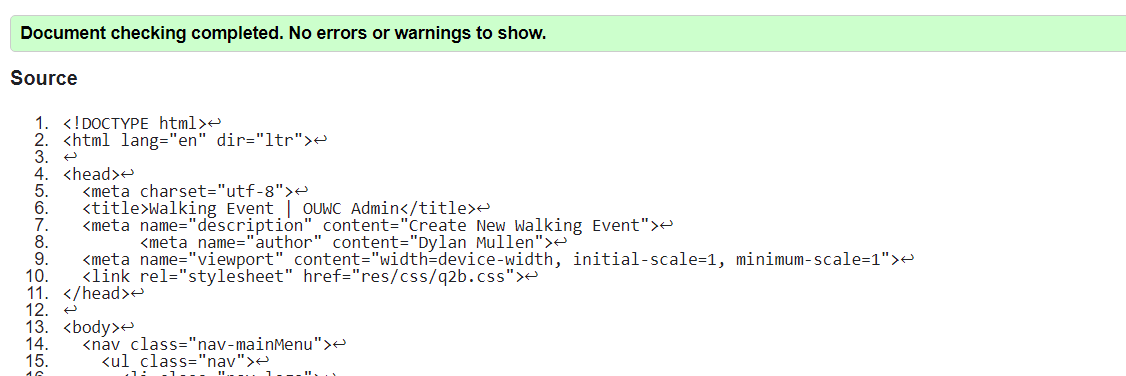 Document checking completed. No errors or warnings to show.
Source
1. <!DOCTYPE html>↩
2. <html lang="en" dir="ltr">↩
3. ↩
4. <head>↩
5.   <meta charset="utf-8">↩
6.   <title>Walking Event | OUWC Admin</title>↩
7.   <meta name="description" content="Create New Walking Event">↩
8.         <meta name="author" content="Dylan Mullen">↩
9.   <meta name="viewport" content="width=device-width, initial-scale=1, minimum-scale=1">↩
10.   <link rel="stylesheet" href="res/css/q2b.css">↩
11. </head>↩
12. ↩
13. <body>↩
14.   <nav class="nav-mainMenu">↩
15.     <ul class="nav">↩